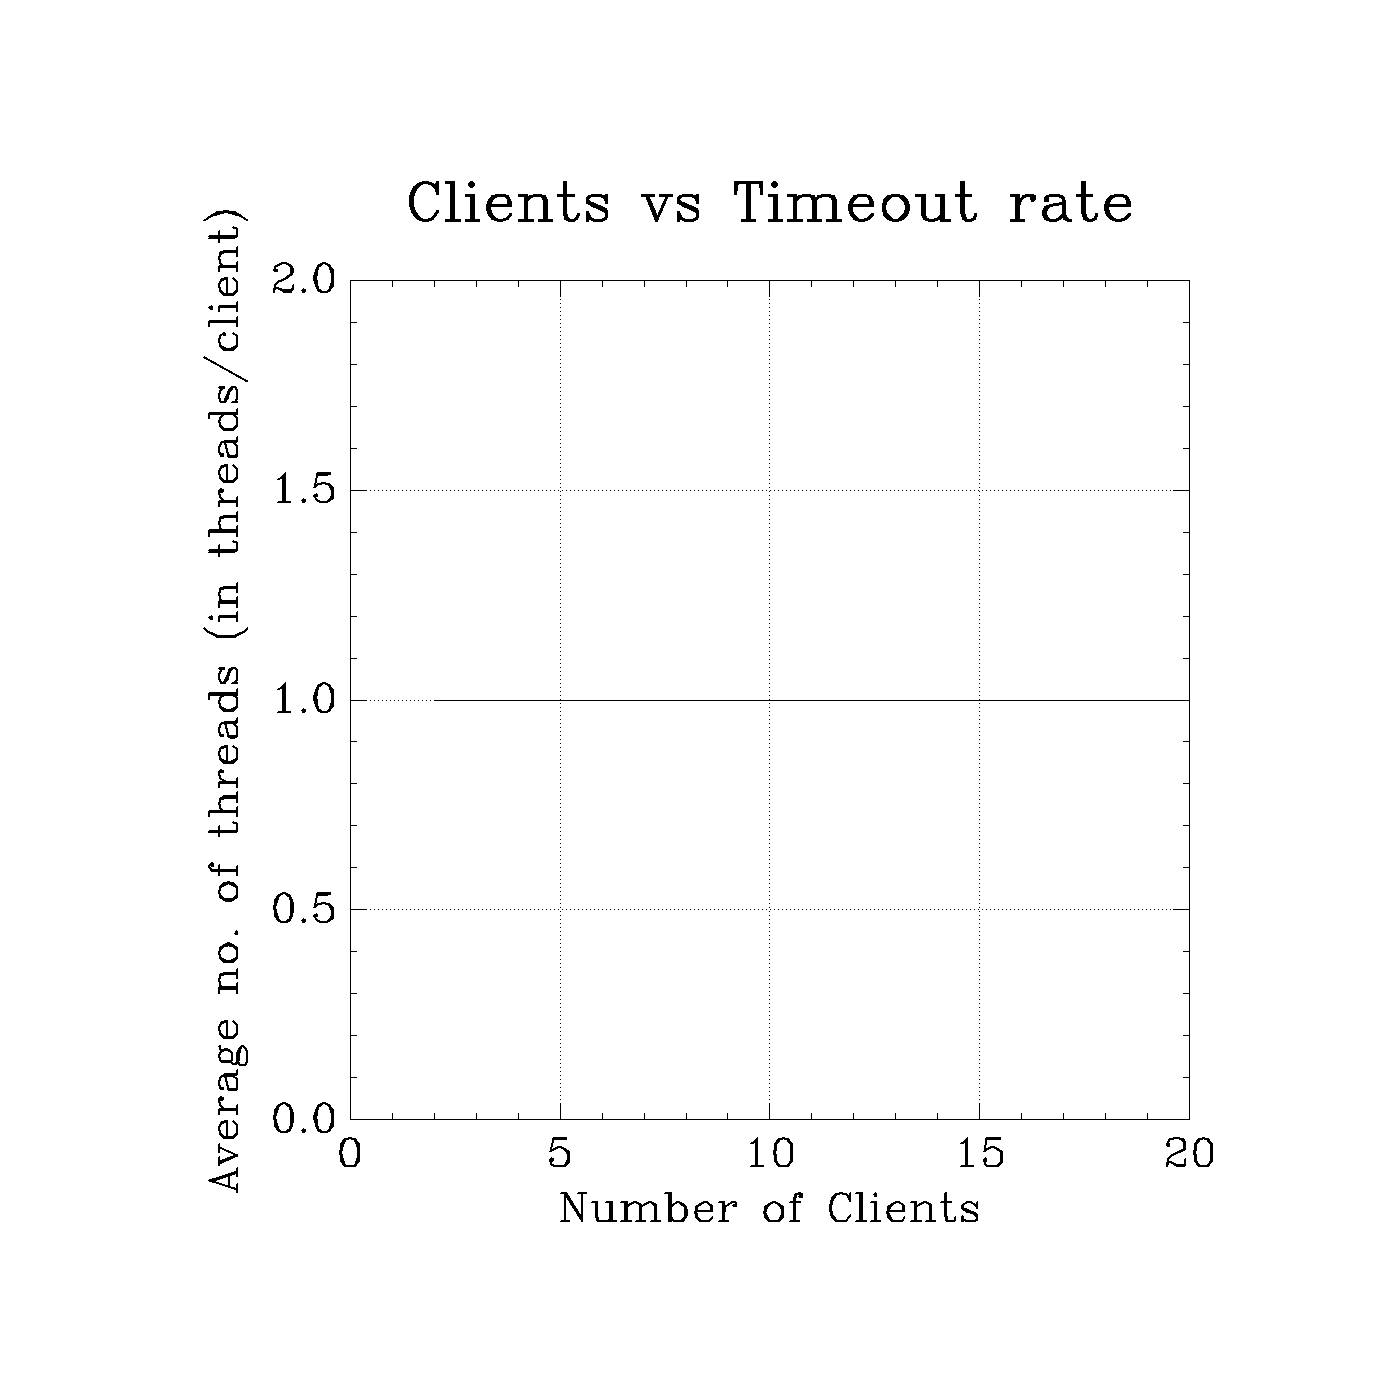 Clients vs Timeout rate
Average no. of threads (in threads/client)
2.0
1.5
1.0
0.5
0.0
0 5 10 15 20
Number of Clients